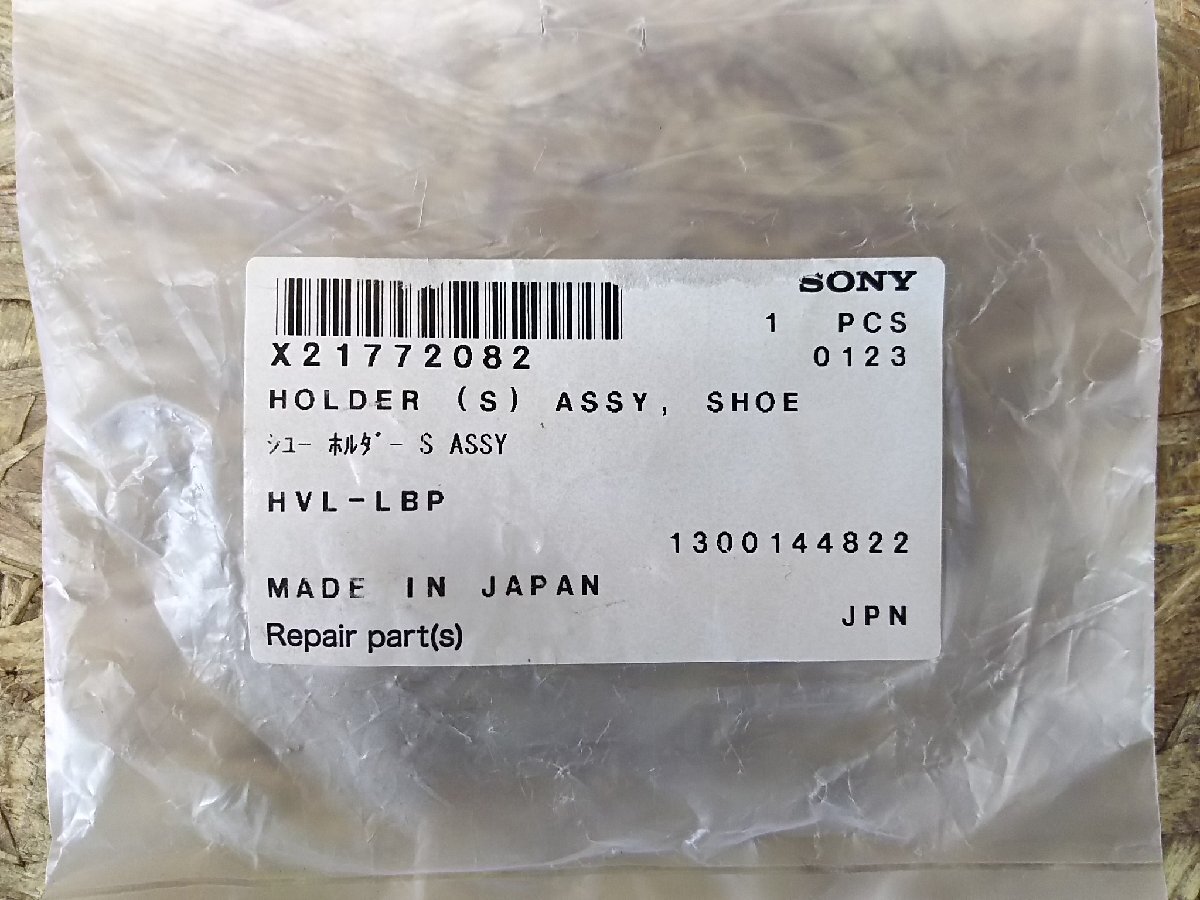 SONY
1 PCS
X21772082 0123
HOLDER (S) ASSY, SHOE
ｼｭｰ ﾎﾙﾀﾞｰ S ASSY
HVL-LBP
1300144822
MADE IN JAPAN
JPN
Repair part(s)